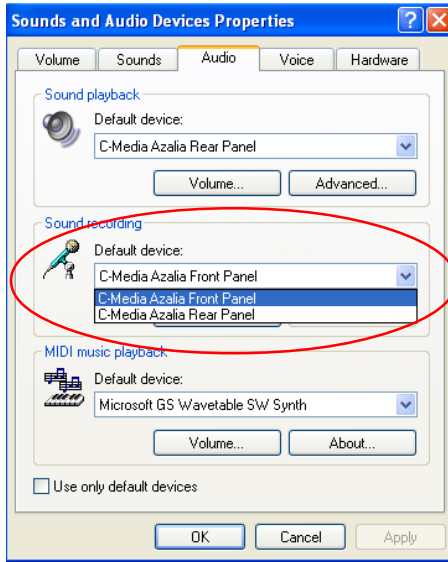 Sounds and Audio Devices Properties
Volume Sounds Audio Voice Hardware
Sound playback
Default device:
C-Media Azalia Rear Panel
Volume... Advanced...
Sound recording
Default device:
C-Media Azalia Front Panel
C-Media Azalia Front Panel
C-Media Azalia Rear Panel
MIDI music playback
Default device:
Microsoft GS Wavetable SW Synth
Volume... About...
Use only default devices
OK Cancel Apply